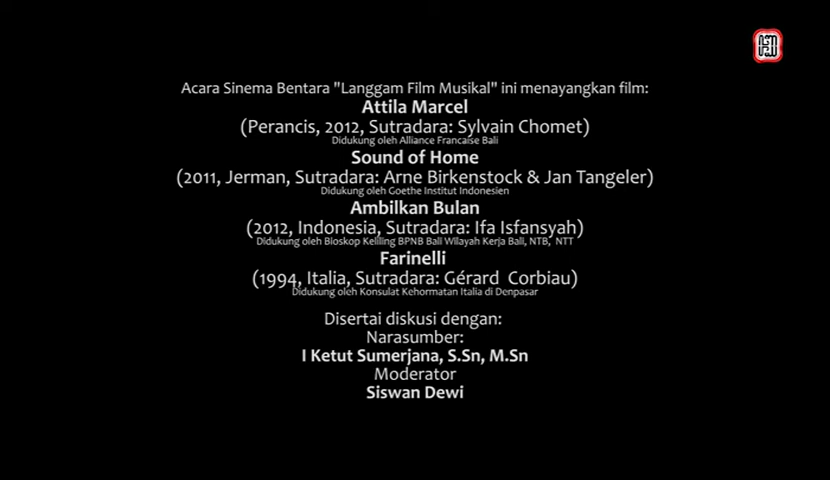 Acara Sinema Bentara "Langgam Film Musikal" ini menayangkan film:
Attila Marcel
(Perancis, 2012, Sutradara: Sylvain Chomet)
Didukung oleh Alliance Francaise Bali
Sound of Home
(2011, Jerman, Sutradara: Arne Birkenstock & Jan Tangeler)
Didukung oleh Goethe Institut Indonesien
Ambilkan Bulan
(2012, Indonesia, Sutradara: Ifa Isfansyah)
Didukung oleh Bioskop Keliling BPNB Bali Wilayah Kerja Bali, NTB, NTT
Farinelli
(1994, Italia, Sutradara: Gérard Corbiau)
Didukung oleh Konsulat Kehormatan Italia di Denpasar
Disertai diskusi dengan:
Narasumber:
I Ketut Sumerjana, S.Sn, M.Sn
Moderator
Siswan Dewi